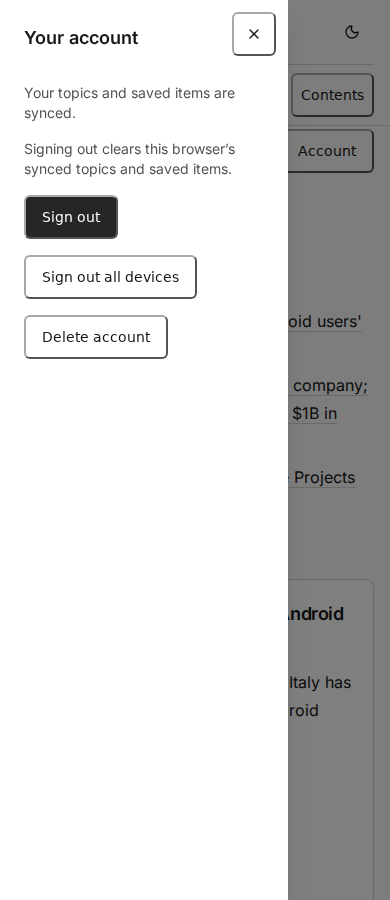 Your account
Your topics and saved items are
synced.
Signing out clears this browser’s
synced topics and saved items.
Sign out
Sign out all devices
Delete account
Contents
Account
oid users'
company;
$1B in
Projects
Android
Italy has
roid